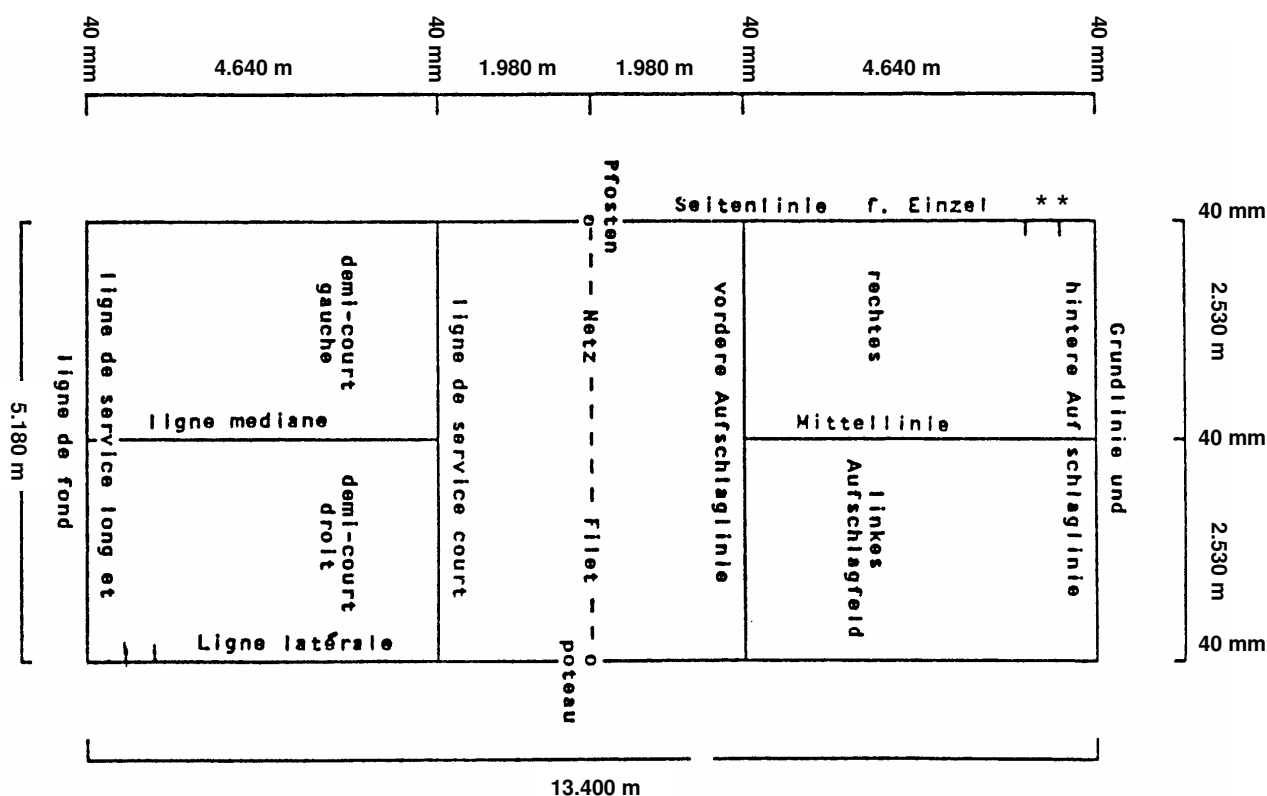 40 mm
40 mm
40 mm
40 mm
4.640 m
1.980 m
1.980 m
4.640 m
Pfosten
Seitenlinie f. Einzel
* *
40 mm
ligne de fond
ligne de service long et
demi-court
gauche
ligne de service court
Netz
Filet
vordere Aufschlaglinie
rechtes
hintere Aufschlaglinie
Grundlinie und
2.530 m
ligne mediane
Mittellinie
40 mm
5.180 m
demi-court
droit
linkes
Aufschlagfeld
2.530 m
Ligne latérale
poteau
40 mm
13.400 m